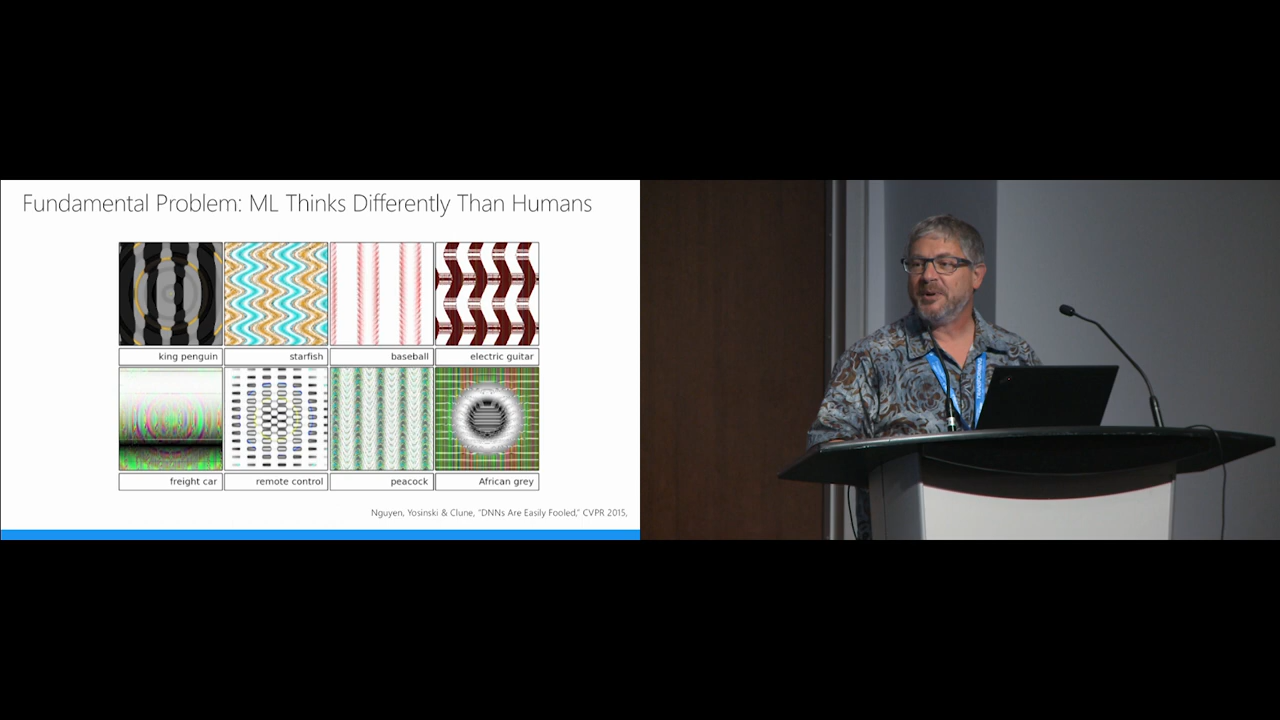 Fundamental Problem: ML Thinks Differently Than Humans
king penguin
starfish
baseball
electric guitar
freight car
remote control
peacock
African grey
Nguyen, Yosinski & Clune, "DNNs Are Easily Fooled," CVPR 2015,